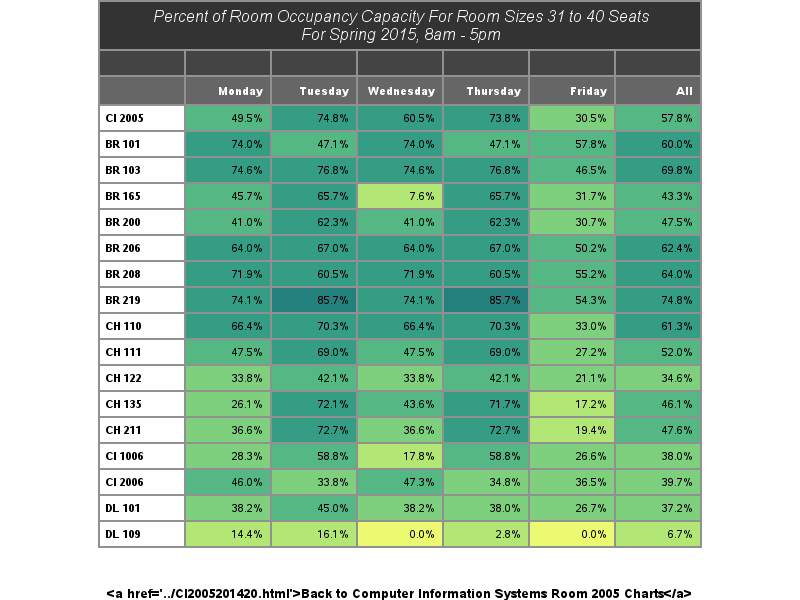 Percent of Room Occupancy Capacity For Room Sizes 31 to 40 Seats
For Spring 2015, 8am - 5pm
Monday Tuesday Wednesday Thursday Friday All
CI 2005 49.5% 74.8% 60.5% 73.8% 30.5% 57.8%
BR 101 74.0% 47.1% 74.0% 47.1% 57.8% 60.0%
BR 103 74.6% 76.8% 74.6% 76.8% 46.5% 69.8%
BR 165 45.7% 65.7% 7.6% 65.7% 31.7% 43.3%
BR 200 41.0% 62.3% 41.0% 62.3% 30.7% 47.5%
BR 206 64.0% 67.0% 64.0% 67.0% 50.2% 62.4%
BR 208 71.9% 60.5% 71.9% 60.5% 55.2% 64.0%
BR 219 74.1% 85.7% 74.1% 85.7% 54.3% 74.8%
CH 110 66.4% 70.3% 66.4% 70.3% 33.0% 61.3%
CH 111 47.5% 69.0% 47.5% 69.0% 27.2% 52.0%
CH 122 33.8% 42.1% 33.8% 42.1% 21.1% 34.6%
CH 135 26.1% 72.1% 43.6% 71.7% 17.2% 46.1%
CH 211 36.6% 72.7% 36.6% 72.7% 19.4% 47.6%
CI 1006 28.3% 58.8% 17.8% 58.8% 26.6% 38.0%
CI 2006 46.0% 33.8% 47.3% 34.8% 36.5% 39.7%
DL 101 38.2% 45.0% 38.2% 38.0% 26.7% 37.2%
DL 109 14.4% 16.1% 0.0% 2.8% 0.0% 6.7%
<a href='../CI2005201420.html'>Back to Computer Information Systems Room 2005 Charts</a>